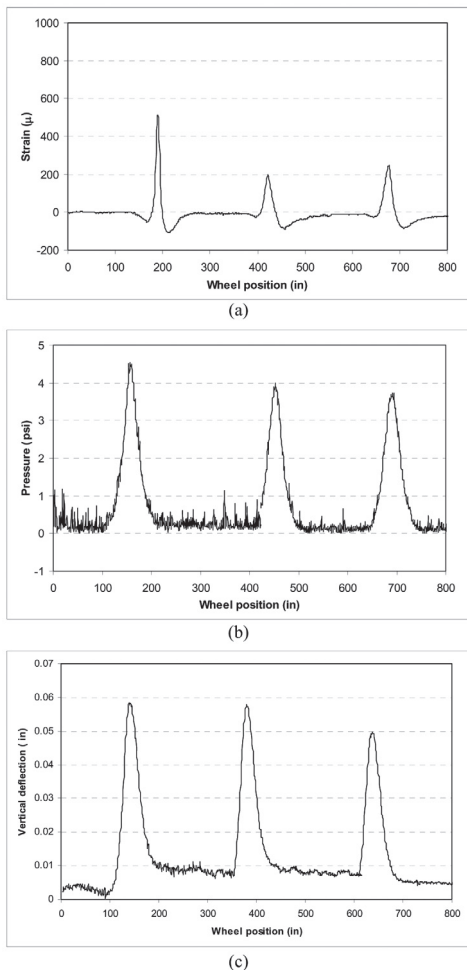 1000
800
600
400
200
0
-200
Strain (µ)
0 100 200 300 400 500 600 700 800
Wheel position (in)
(a)
5
4
3
2
1
0
-1
Pressure (psi)
0 100 200 300 400 500 600 700 800
Wheel position (in)
(b)
0.07
0.06
0.05
0.04
0.03
0.02
0.01
0
Vertical deflection ( in)
0 100 200 300 400 500 600 700 800
Wheel position (in)
(c)